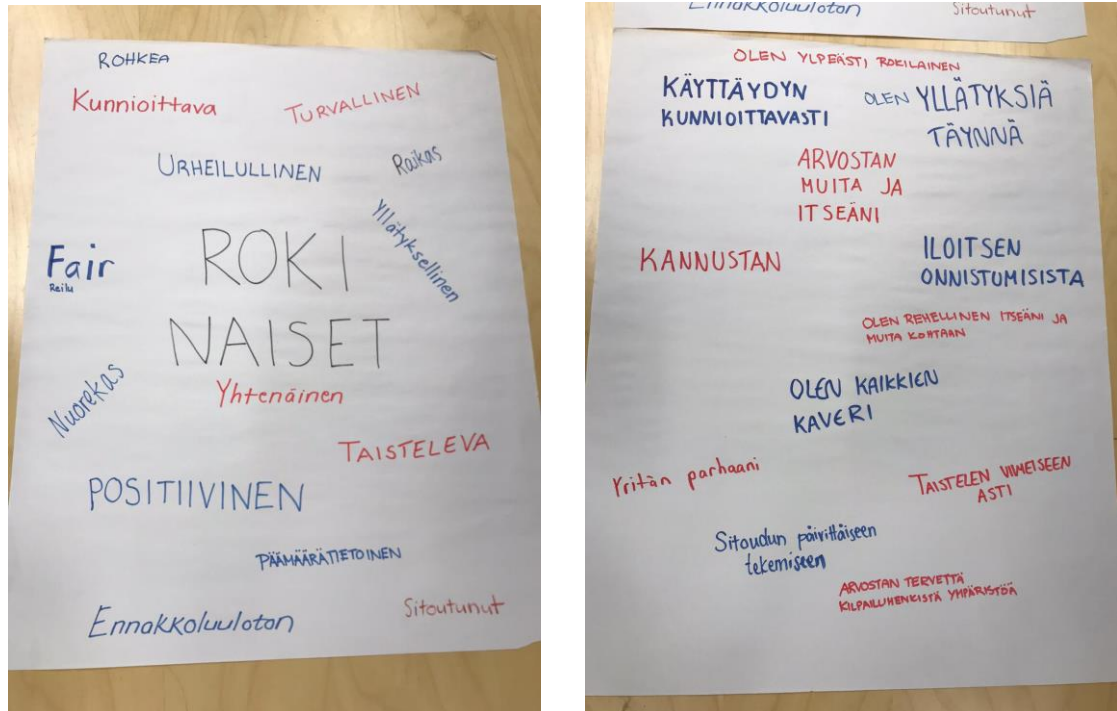 ROHKEA
Kunnioittava
TURVALLINEN
URHEILULLINEN
Raikas
Yllätyksellinen
Fair
Reilu
ROKI
NAISET
Yhtenäinen
Nuorekas
TAISTELEVA
POSITIIVINEN
PÄÄMÄÄRÄTIETOINEN
Ennakkoluuloton
Sitoutunut
Ennakkoluuloton
Sitoutunut
OLEN YLPEÄSTI ROKILAINEN
KÄYTTÄYDYN
KUNNIOITTAVASTI
OLEN YLLÄTYKSIÄ
TÄYNNÄ
ARVOSTAN
MUITA JA
ITSEÄNI
KANNUSTAN
ILOITSEN
ONNISTUMISISTA
OLEN REHELLINEN ITSEÄNI JA
MUITA KOHTAAN
OLEN KAIKKIEN
KAVERI
Yritän parhaani
TAISTELEN VIIMEISEEN
ASTI
Sitoudun päivittäiseen
tekemiseen
ARVOSTAN TERVETTÄ
KILPAILUHENKISTÄ YMPÄRISTÖÄ